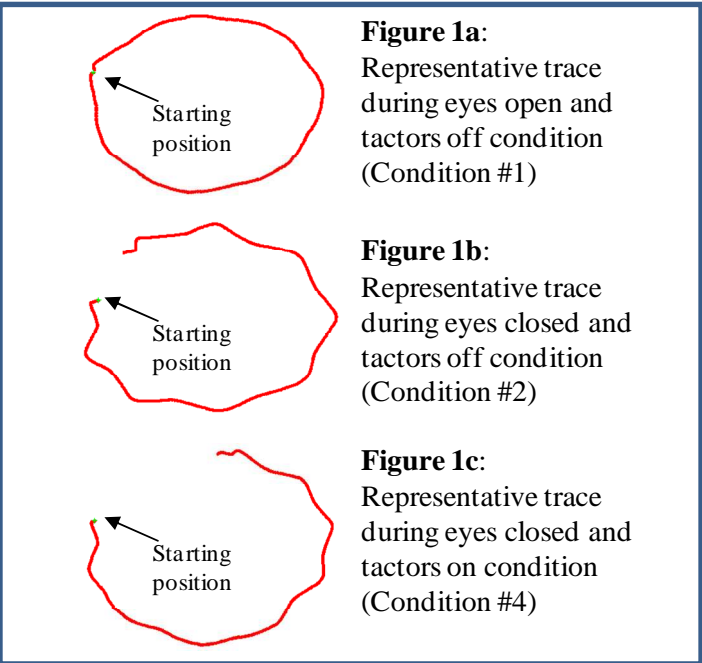 Figure 1a:
Representative trace
during eyes open and
tactors off condition
(Condition #1)
Starting
position
Figure 1b:
Representative trace
during eyes closed and
tactors off condition
(Condition #2)
Starting
position
Figure 1c:
Representative trace
during eyes closed and
tactors on condition
(Condition #4)
Starting
position